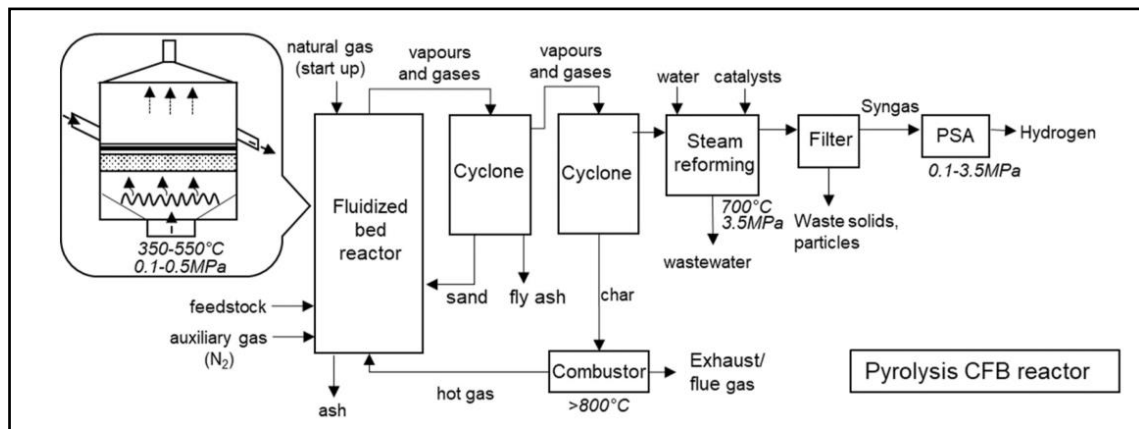 natural gas
(start up)
vapours
and gases
vapours
and gases
water
catalysts
Syngas
Cyclone
Cyclone
Steam
reforming
Filter
PSA
Hydrogen
0.1-3.5MPa
700°C
3.5MPa
Fluidized
bed
reactor
350-550°C
0.1-0.5MPa
Waste solids,
particles
wastewater
sand
fly ash
char
feedstock
auxiliary gas
(N₂)
Combustor
>800°C
Exhaust/
flue gas
hot gas
ash
Pyrolysis CFB reactor